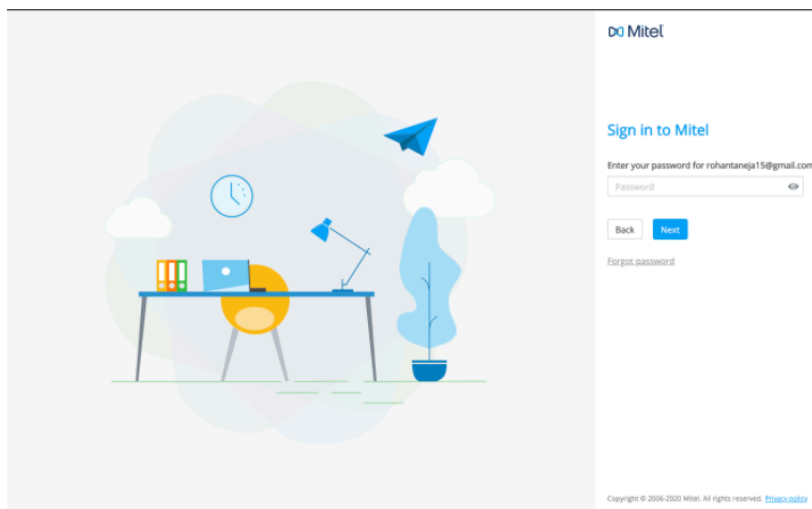 Mitel
Sign in to Mitel
Enter your password for rohantaneja15@gmail.com
Password
Back
Next
Forgot password
Copyright © 2006-2020 Mitel. All rights reserved. Privacy policy